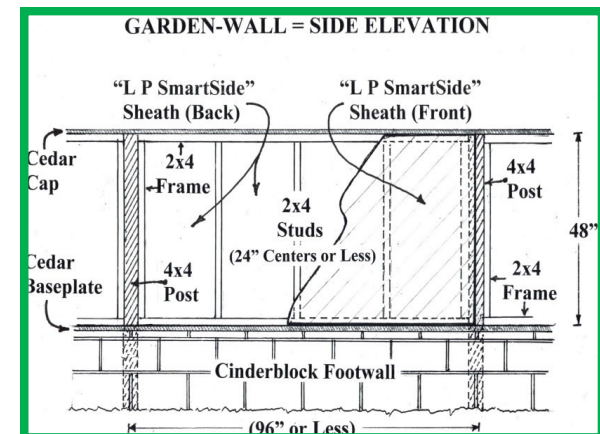 GARDEN-WALL = SIDE ELEVATION
“L P SmartSide”
Sheath (Back)
“L P SmartSide”
Sheath (Front)
Cedar
Cap
2x4
Frame
2x4
Studs
(24” Centers or Less)
4x4
Post
48”
Cedar
Baseplate
4x4
Post
2x4
Frame
Cinderblock Footwall
(96” or Less)